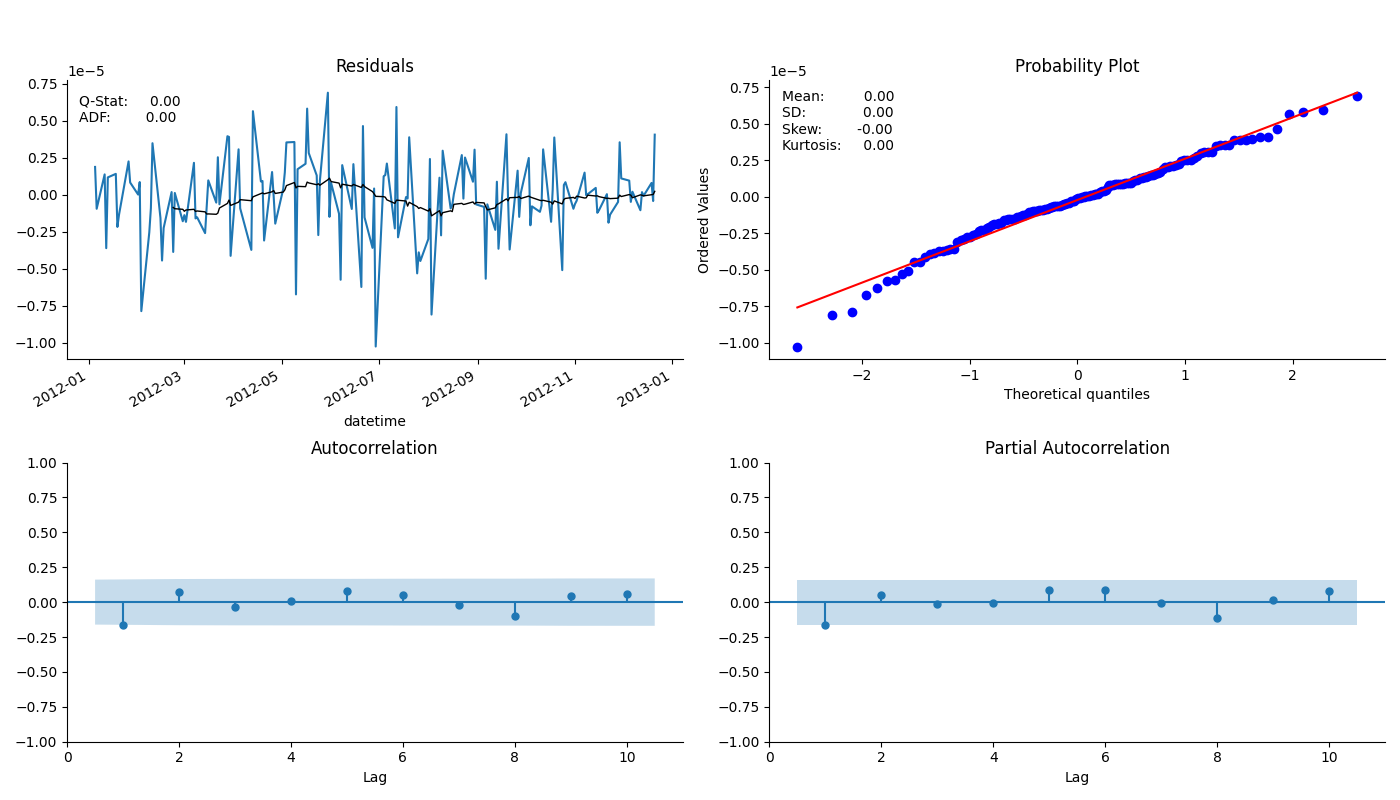 Residuals
1e−5
0.75
0.50
0.25
0.00
−0.25
−0.50
−0.75
−1.00
Q-Stat: 0.00
ADF: 0.00
2012-01 2012-03 2012-05 2012-07 2012-09 2012-11 2013-01
datetime
Probability Plot
1e−5
0.75
0.50
0.25
0.00
−0.25
−0.50
−0.75
−1.00
Ordered Values
Mean: 0.00
SD: 0.00
Skew: -0.00
Kurtosis: 0.00
−2 −1 0 1 2
Theoretical quantiles
Autocorrelation
1.00
0.75
0.50
0.25
0.00
−0.25
−0.50
−0.75
−1.00
0 2 4 6 8 10
Lag
Partial Autocorrelation
1.00
0.75
0.50
0.25
0.00
−0.25
−0.50
−0.75
−1.00
0 2 4 6 8 10
Lag